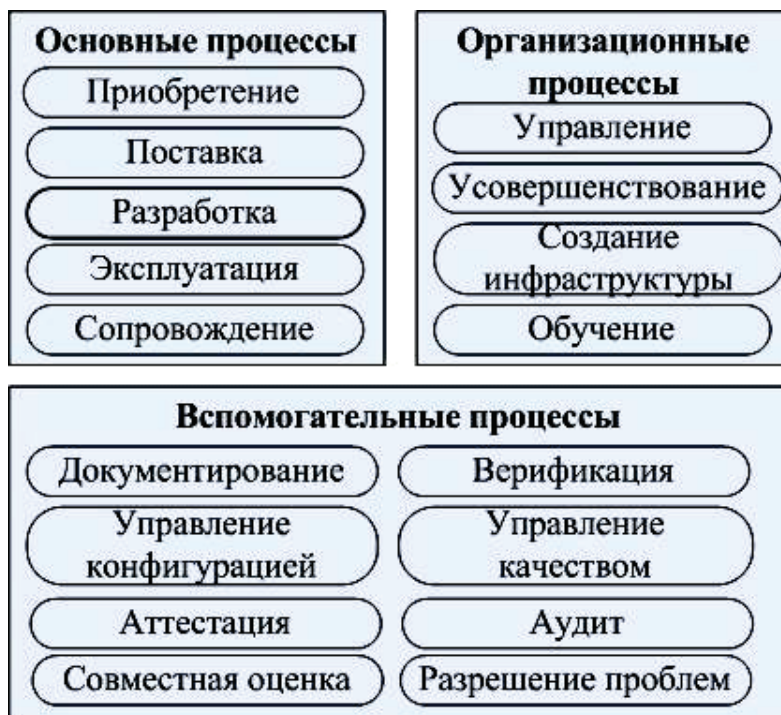 Основные процессы
Приобретение
Поставка
Разработка
Эксплуатация
Сопровождение
Организационные
процессы
Управление
Усовершенствование
Создание
инфраструктуры
Обучение
Вспомогательные процессы
Документирование
Верификация
Управление
конфигурацией
Управление
качеством
Аттестация
Аудит
Совместная оценка
Разрешение проблем